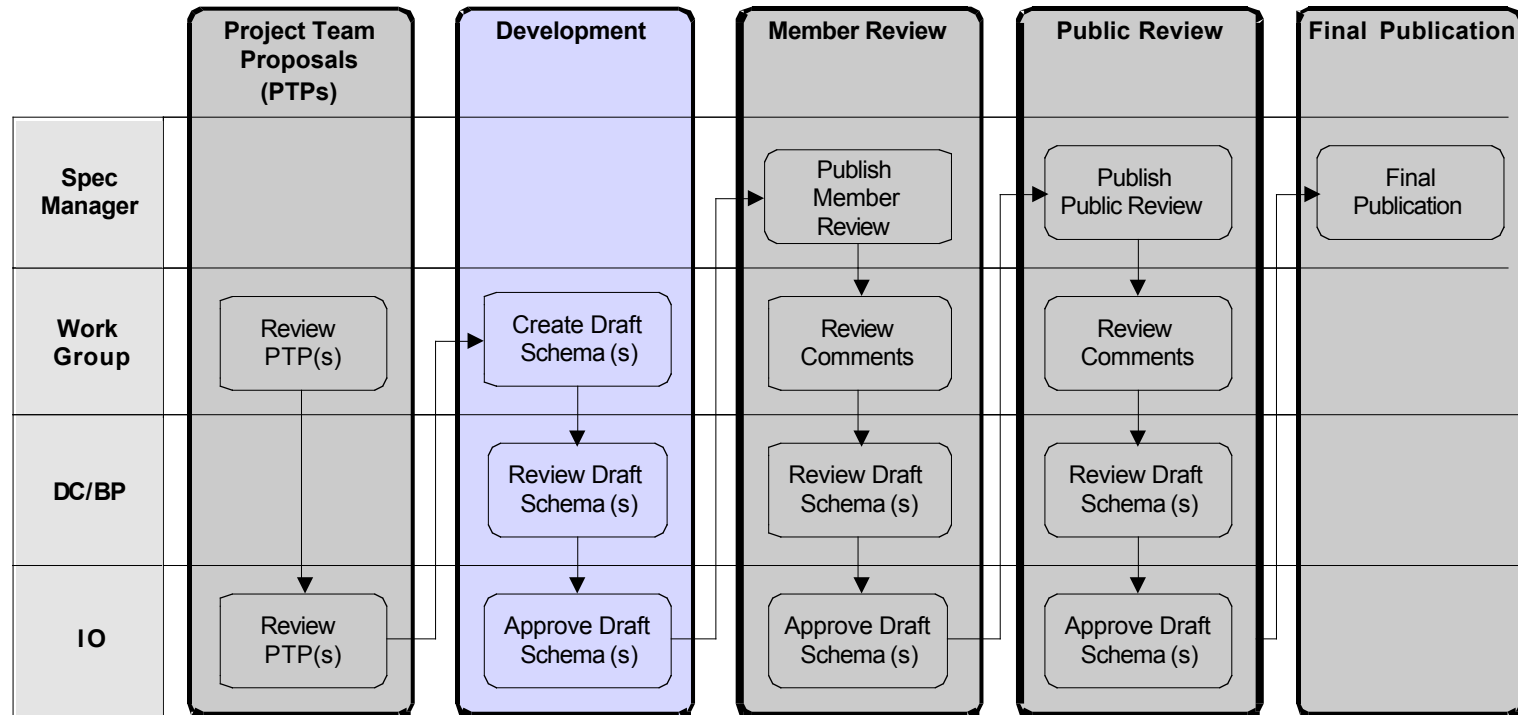 Project Team
Proposals
(PTPs)
Development
Member Review
Public Review
Final Publication
Spec
Manager
Publish
Member
Review
Publish
Public Review
Final
Publication
Work
Group
Review
PTP(s)
Create Draft
Schema (s)
Review
Comments
Review
Comments
DC/BP
Review Draft
Schema (s)
Review Draft
Schema (s)
Review Draft
Schema (s)
IO
Review
PTP(s)
Approve Draft
Schema (s)
Approve Draft
Schema (s)
Approve Draft
Schema (s)